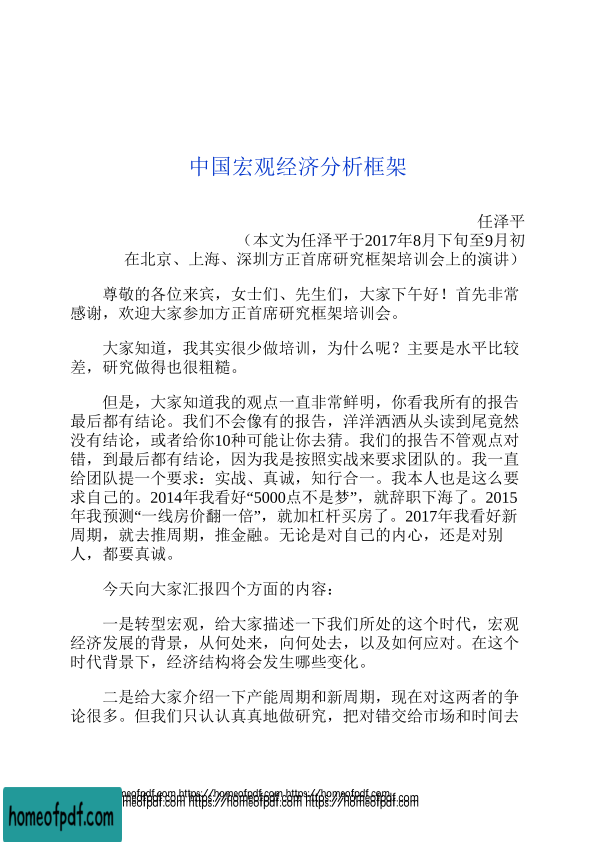 中国宏观经济分析框架
任泽平
（本文为任泽平于2017年8月下旬至9月初
在北京、上海、深圳方正首席研究框架培训会上的演讲）
尊敬的各位来宾，女士们、先生们，大家下午好！首先非常
感谢，欢迎大家参加方正首席研究框架培训会。
大家知道，我其实很少做培训，为什么呢？主要是水平比较
差，研究做得也很粗糙。
但是，大家知道我的观点一直非常鲜明，你看我所有的报告
最后都有结论。我们不会像有的报告，洋洋洒洒从头读到尾竟然
没有结论，或者给你10种可能让你去猜。我们的报告不管观点对
错，到最后都有结论，因为我是按照实战来要求团队的。我一直
给团队提一个要求：实战、真诚，知行合一。我本人也是这么要
求自己的。2014年我看好“5000点不是梦”，就辞职下海了。2015
年我预测“一线房价翻一倍”，就加杠杆买房了。2017年我看好新
周期，就去推周期，推金融。无论是对自己的内心，还是对别
人，都要真诚。
今天向大家汇报四个方面的内容：
一是转型宏观，给大家描述一下我们所处的这个时代，宏观
经济发展的背景，从何处来，向何处去，以及如何应对。在这个
时代背景下，经济结构将会发生哪些变化。
二是给大家介绍一下产能周期和新周期，现在对这两者的争
论很多。但我们只认认真真地做研究，把对错交给市场和时间去
homeofpdf.com https://homeofpdf.com https://homeofpdf.com
homeofpdf.com https://homeofpdf.com https://homeofpdf.com
homeofpdf.com